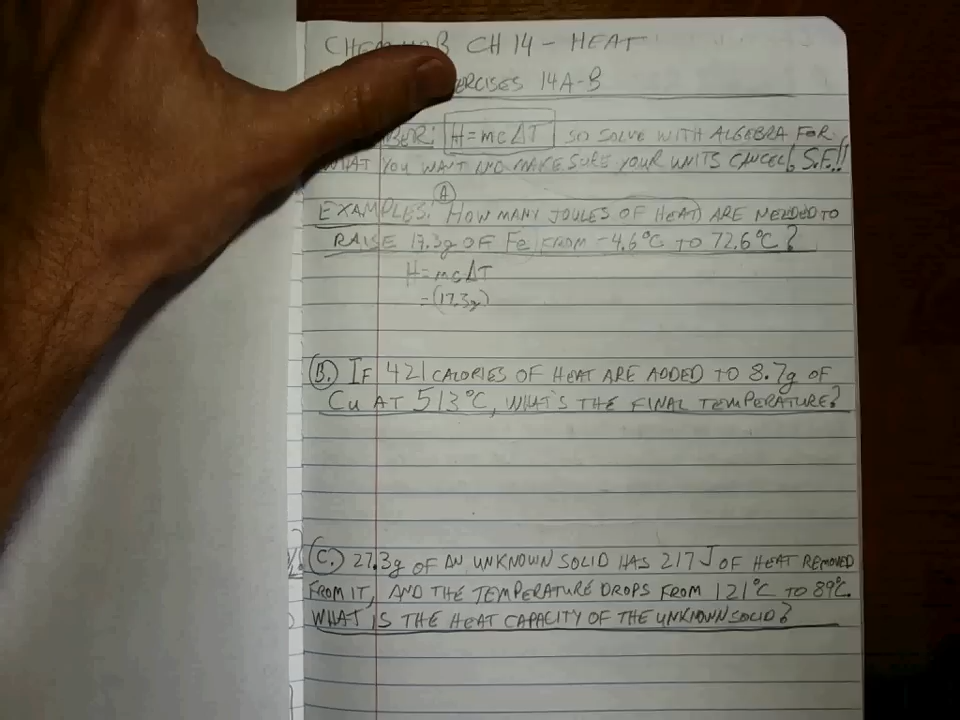 CHEM B CH 14 - HEAT
ERCISES 14A-B
BER: H=mcΔT SO SOLVE WITH ALGEBRA FOR
WHAT YOU WANT AND MAKE SURE YOUR UNITS CANCEL! S.F.!!
EXAMPLES: (A) HOW MANY JOULES OF HEAT ARE NEEDED TO
RAISE 17.3g OF Fe FROM -4.6°C TO 72.6°C?
H=mcΔT
=(17.3g)
(B.) IF 421 CALORIES OF HEAT ARE ADDED TO 8.7g OF
Cu AT 513°C, WHAT'S THE FINAL TEMPERATURE?
(C.) 27.3g OF AN UNKNOWN SOLID HAS 217 J OF HEAT REMOVED
FROM IT, AND THE TEMPERATURE DROPS FROM 121°C TO 89°C.
WHAT IS THE HEAT CAPACITY OF THE UNKNOWN SOLID?